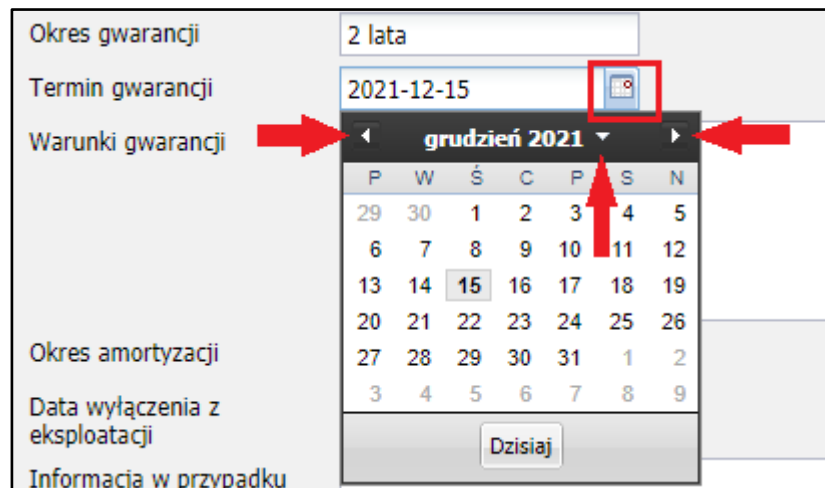 Okres gwarancji 2 lata
Termin gwarancji 2021-12-15
Warunki gwarancji
grudzień 2021
P W Ś C P S N
29 30 1 2 3 4 5
6 7 8 9 10 11 12
13 14 15 16 17 18 19
20 21 22 23 24 25 26
27 28 29 30 31 1 2
3 4 5 6 7 8 9
Okres amortyzacji
Data wyłączenia z
eksploatacji
Dzisiaj
Informacja w przypadku